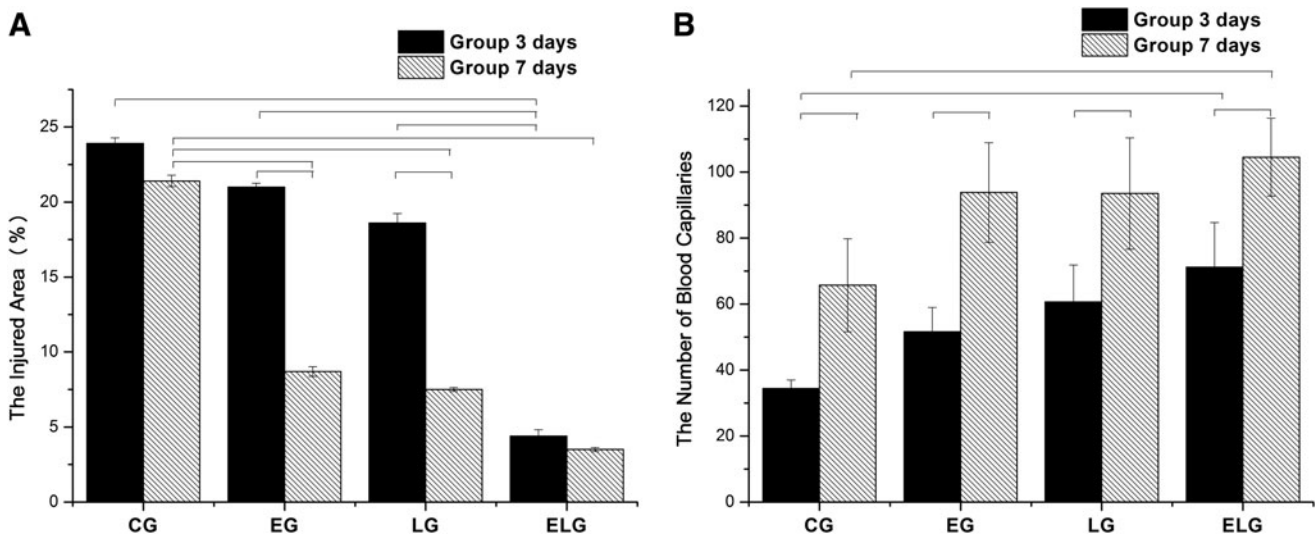 A
Group 3 days
Group 7 days
The Injured Area (%)
25
20
15
10
5
0
CG EG LG ELG
B
Group 3 days
Group 7 days
The Number of Blood Capillaries
120
100
80
60
40
20
0
CG EG LG ELG